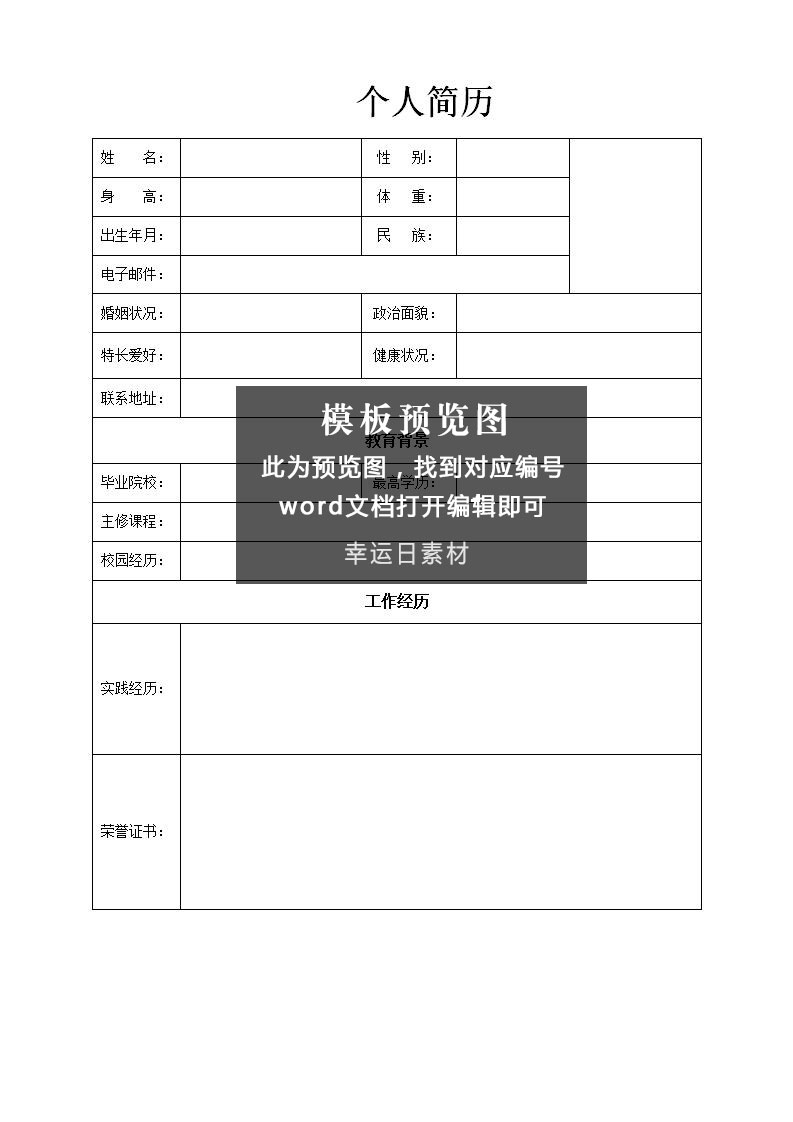 个人简历
姓 名： 性 别：
身 高： 体 重：
出生年月： 民 族：
电子邮件：
婚姻状况： 政治面貌：
特长爱好： 健康状况：
联系地址：
模板预览图
教育背景
此为预览图，找到对应编号
毕业院校： 最高学历：
word文档打开编辑即可
主修课程：
幸运日素材
校园经历：
工作经历
实践经历：
荣誉证书：